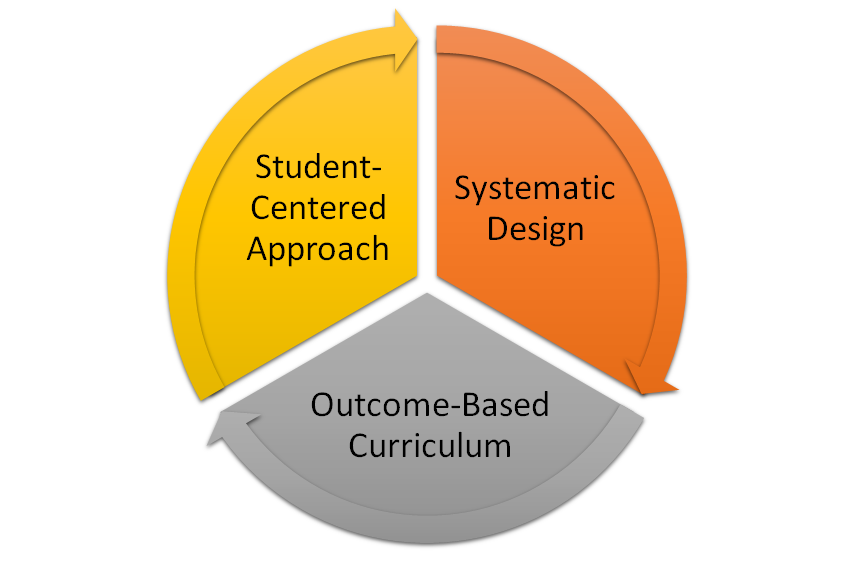 Student-
Centered
Approach
Systematic
Design
Outcome-Based
Curriculum